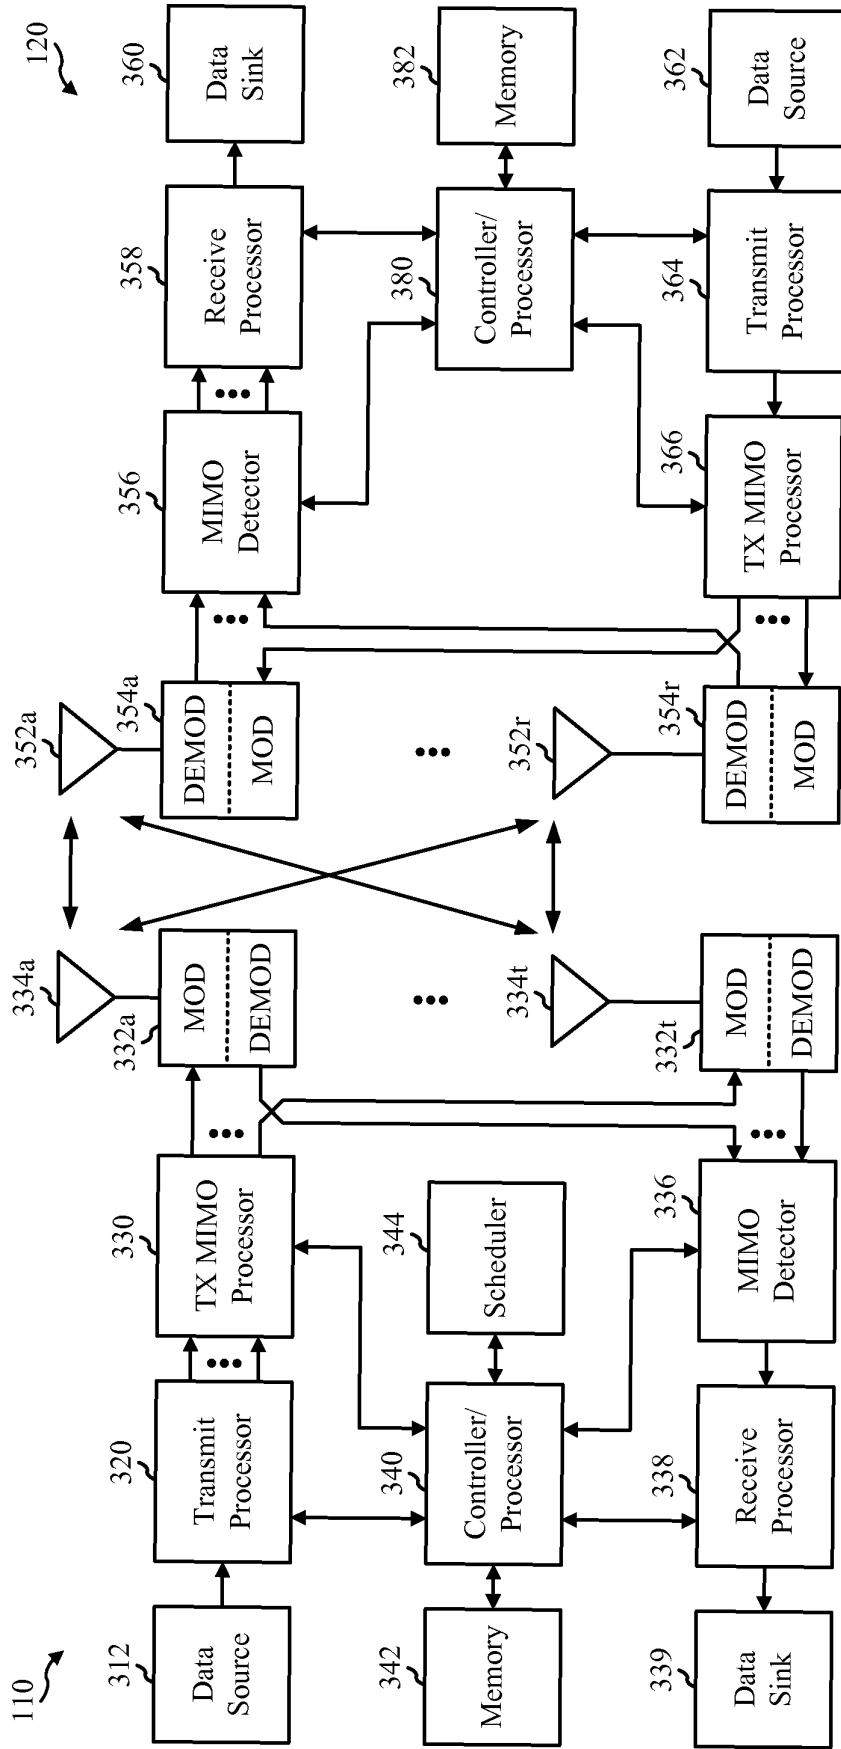 110
120
312
Data
Source
320
Transmit
Processor
330
TX MIMO
Processor
332a
MOD
DEMOD
334a
352a
354a
DEMOD
MOD
356
MIMO
Detector
358
Receive
Processor
360
Data
Sink
342
Memory
340
Controller/
Processor
344
Scheduler
380
Controller/
Processor
382
Memory
339
Data
Sink
338
Receive
Processor
336
MIMO
Detector
332t
MOD
DEMOD
334t
352r
354r
DEMOD
MOD
366
TX MIMO
Processor
364
Transmit
Processor
362
Data
Source